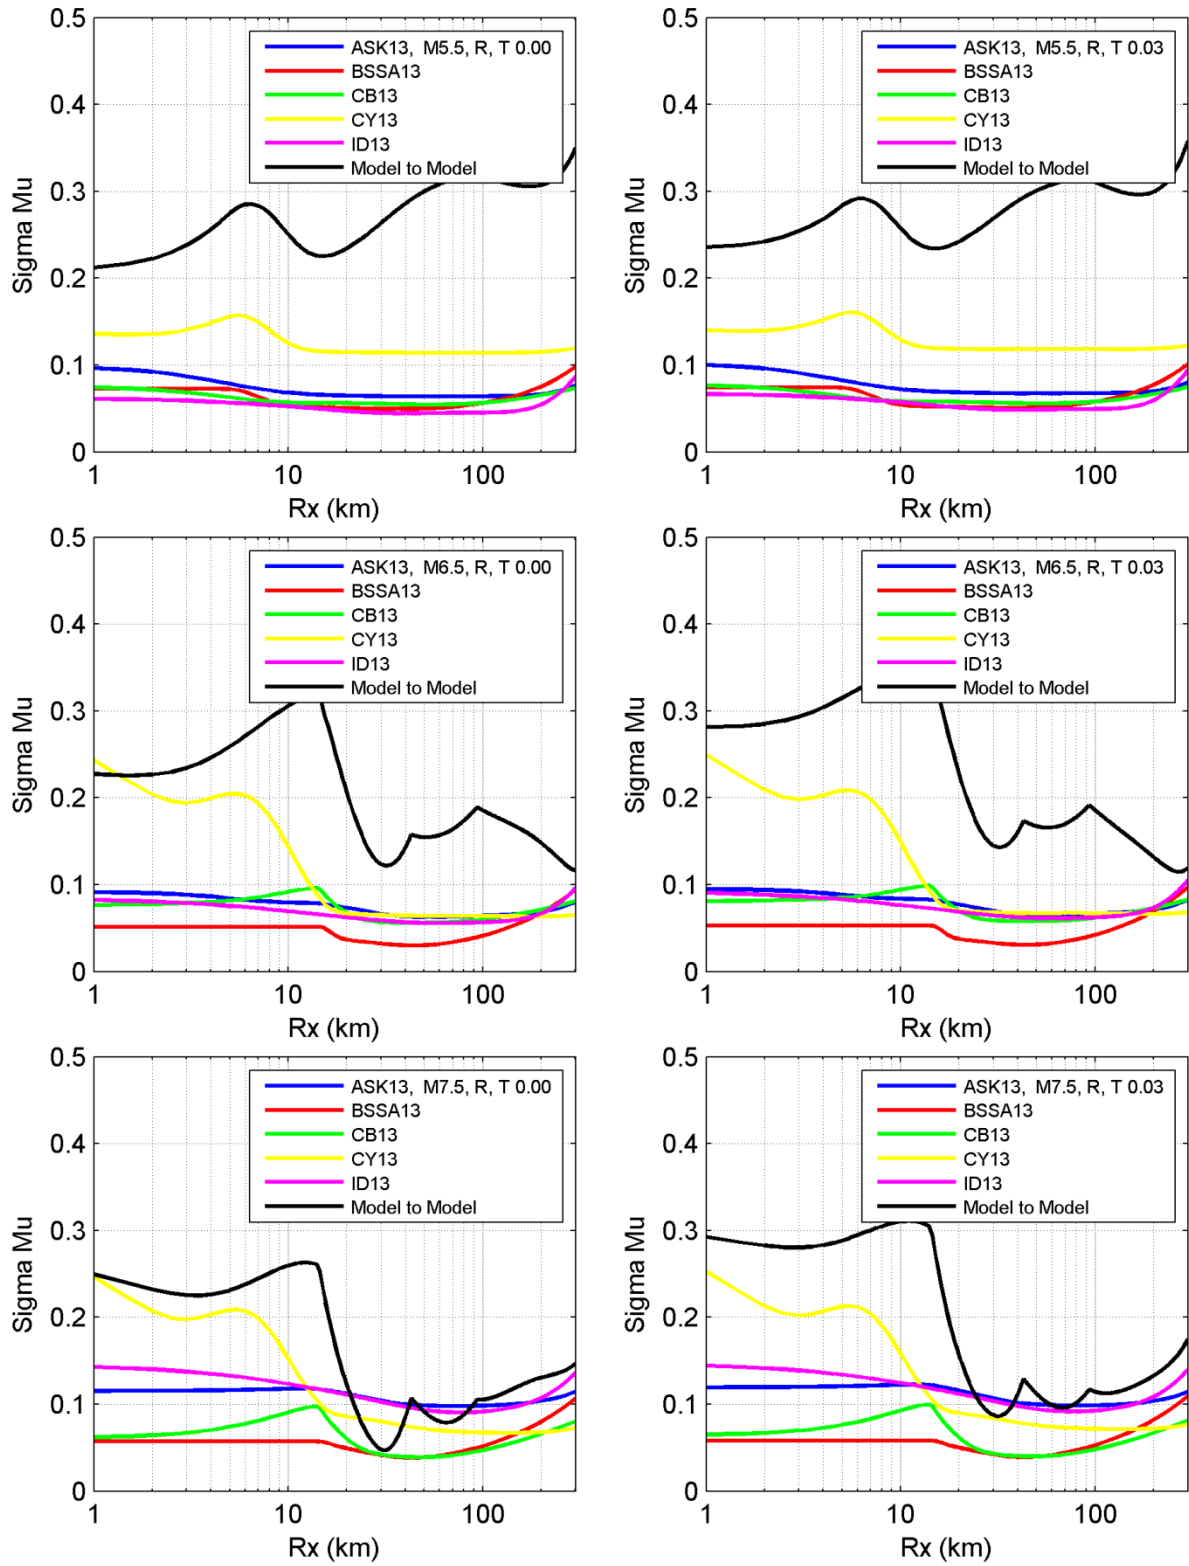 0.5
0.4
0.3
0.2
0.1
0
Sigma Mu
ASK13, M5.5, R, T 0.00
BSSA13
CB13
CY13
ID13
Model to Model
1
10
100
Rx (km)
0.5
0.4
0.3
0.2
0.1
0
Sigma Mu
ASK13, M5.5, R, T 0.03
BSSA13
CB13
CY13
ID13
Model to Model
1
10
100
Rx (km)
0.5
0.4
0.3
0.2
0.1
0
Sigma Mu
ASK13, M6.5, R, T 0.00
BSSA13
CB13
CY13
ID13
Model to Model
1
10
100
Rx (km)
0.5
0.4
0.3
0.2
0.1
0
Sigma Mu
ASK13, M6.5, R, T 0.03
BSSA13
CB13
CY13
ID13
Model to Model
1
10
100
Rx (km)
0.5
0.4
0.3
0.2
0.1
0
Sigma Mu
ASK13, M7.5, R, T 0.00
BSSA13
CB13
CY13
ID13
Model to Model
1
10
100
Rx (km)
0.5
0.4
0.3
0.2
0.1
0
Sigma Mu
ASK13, M7.5, R, T 0.03
BSSA13
CB13
CY13
ID13
Model to Model
1
10
100
Rx (km)